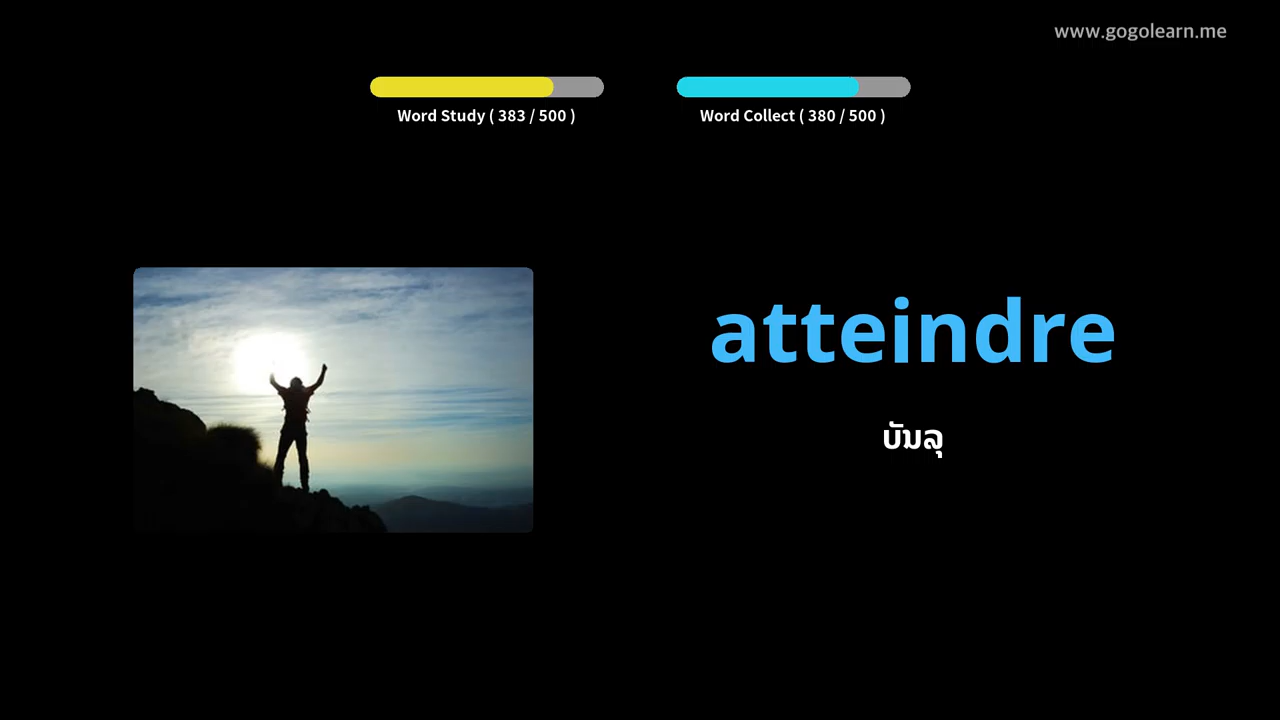 www.gogolearn.me
Word Study ( 383 / 500 )
Word Collect ( 380 / 500 )
atteindre
ບັນລຸ